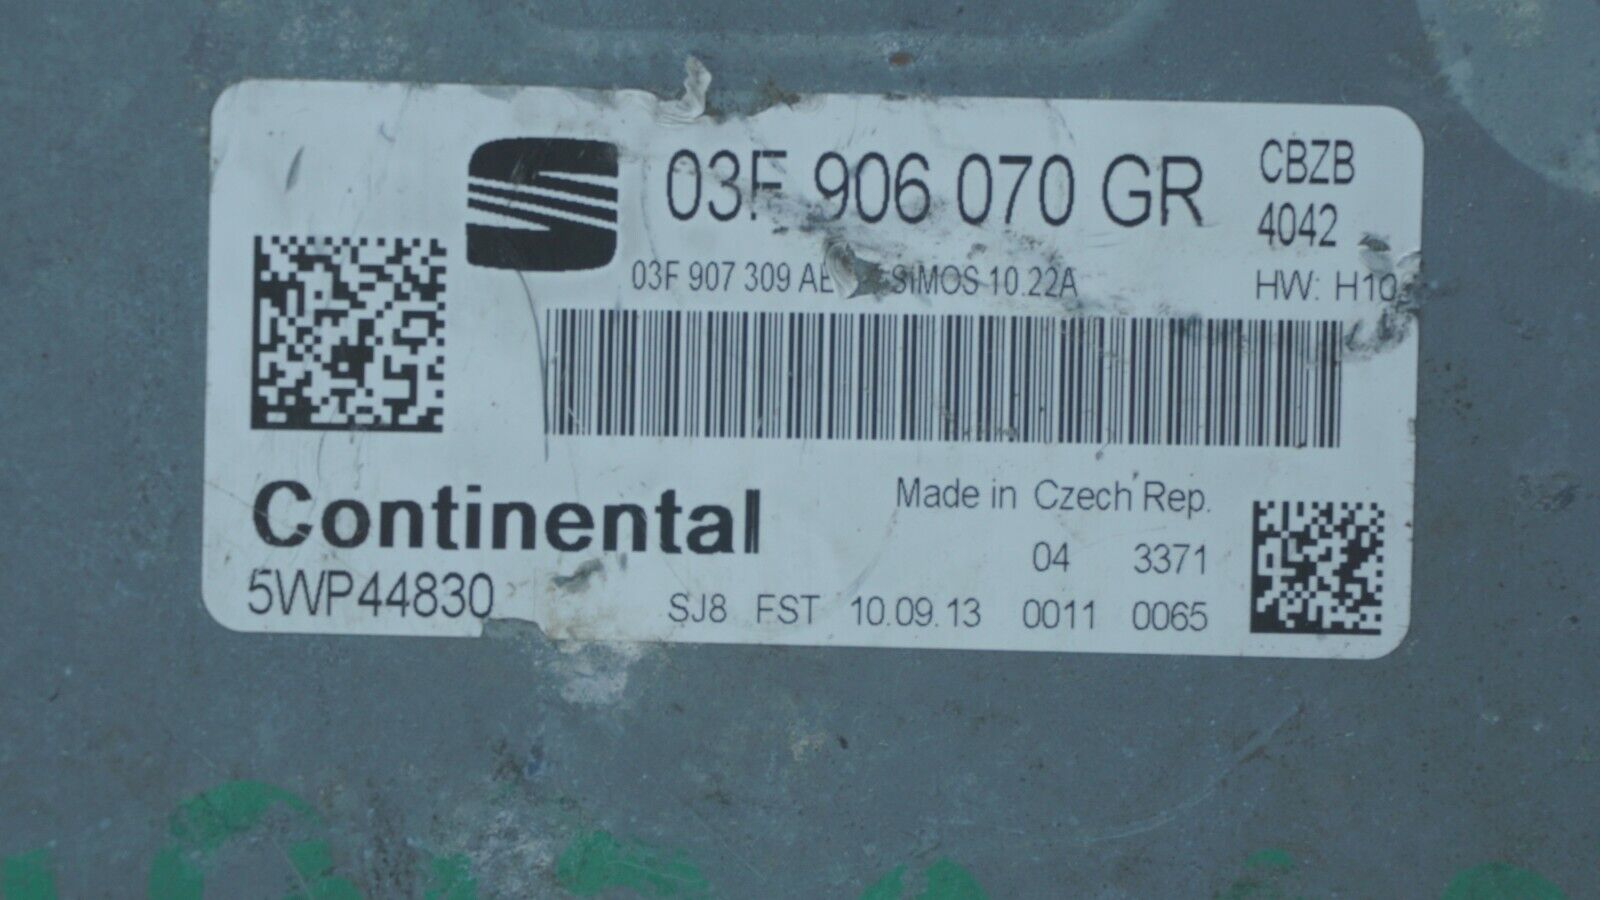 03F 906 070 GR
CBZB
4042
03F 907 309 SIMOS 10.22A
HW: H10
Continental
5WP44830
Made in Czech Rep.
04 3371
SJ8 FST 10.09.13 0011 0065